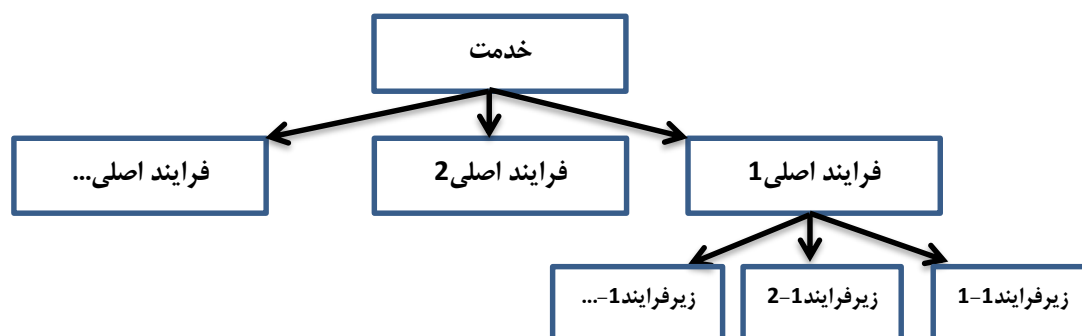 خدمت
فرایند اصلی1
فرایند اصلی2
فرایند اصلی...
زیرفرایند1-1
زیرفرایند1-2
زیرفرایند1-...